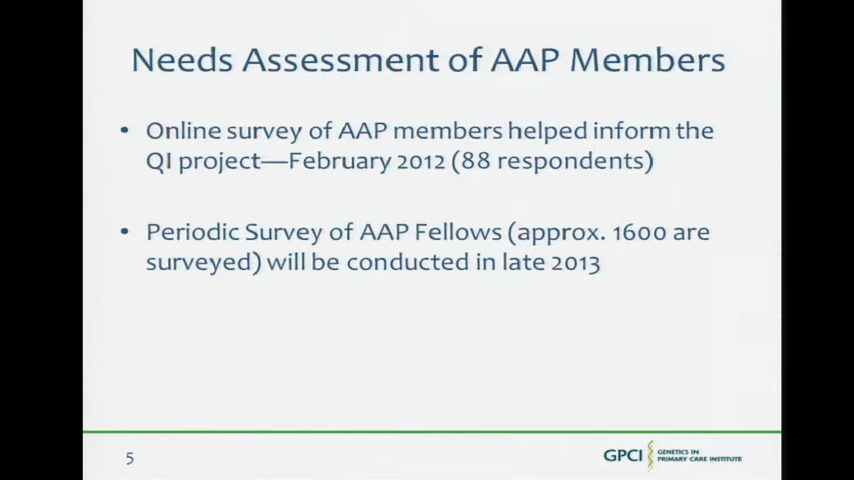 Needs Assessment of AAP Members
• Online survey of AAP members helped inform the
QI project—February 2012 (88 respondents)
• Periodic Survey of AAP Fellows (approx. 1600 are
surveyed) will be conducted in late 2013
5
GPCI GENETICS IN
PRIMARY CARE INSTITUTE